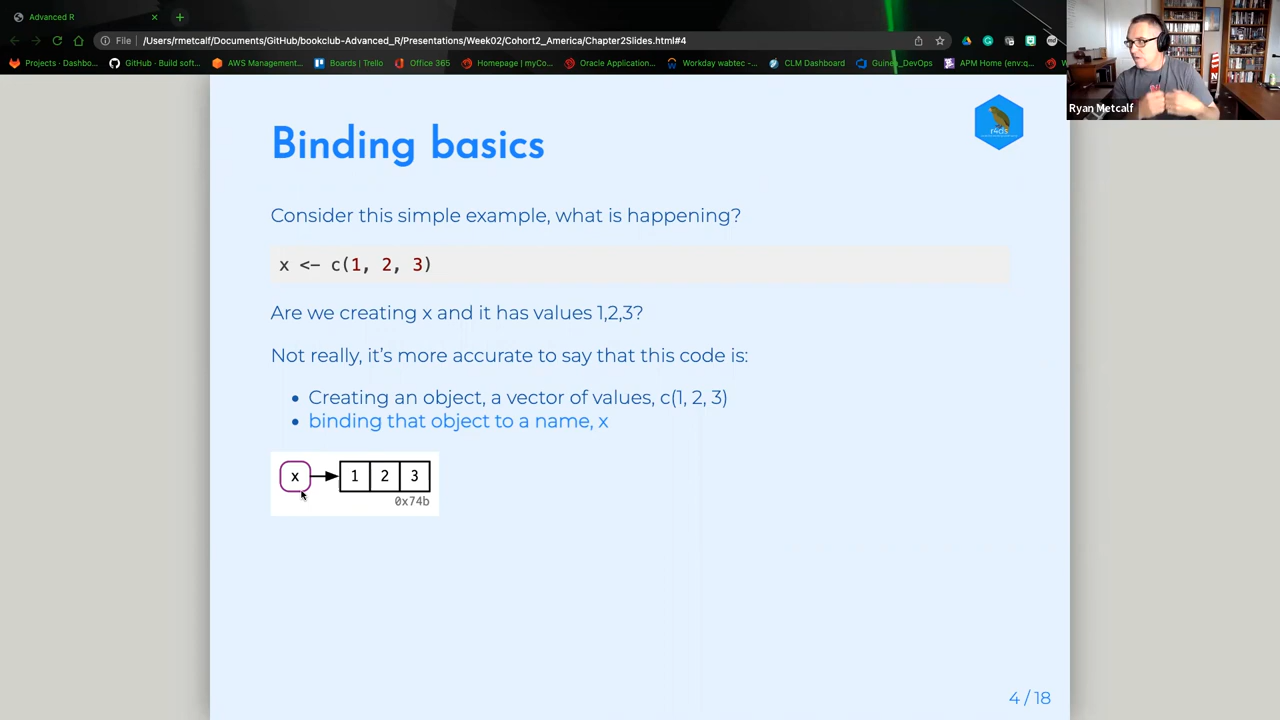 Advanced R
File /Users/rmetcalf/Documents/GitHub/bookclub-Advanced_R/Presentations/Week02/Cohort2_America/Chapter2Slides.html#4
Projects · Dashbo... GitHub · Build soft... AWS Management... Boards | Trello Office 365 Homepage | myCo... Oracle Application... Workday wabtec -... CLM Dashboard Guinea_DevOps APM Home (env:q...
Ryan Metcalf
Binding basics
r4ds
Consider this simple example, what is happening?
x <- c(1, 2, 3)
Are we creating x and it has values 1,2,3?
Not really, it's more accurate to say that this code is:
• Creating an object, a vector of values, c(1, 2, 3)
• binding that object to a name, x
x 1 2 3
0x74b
4 / 18